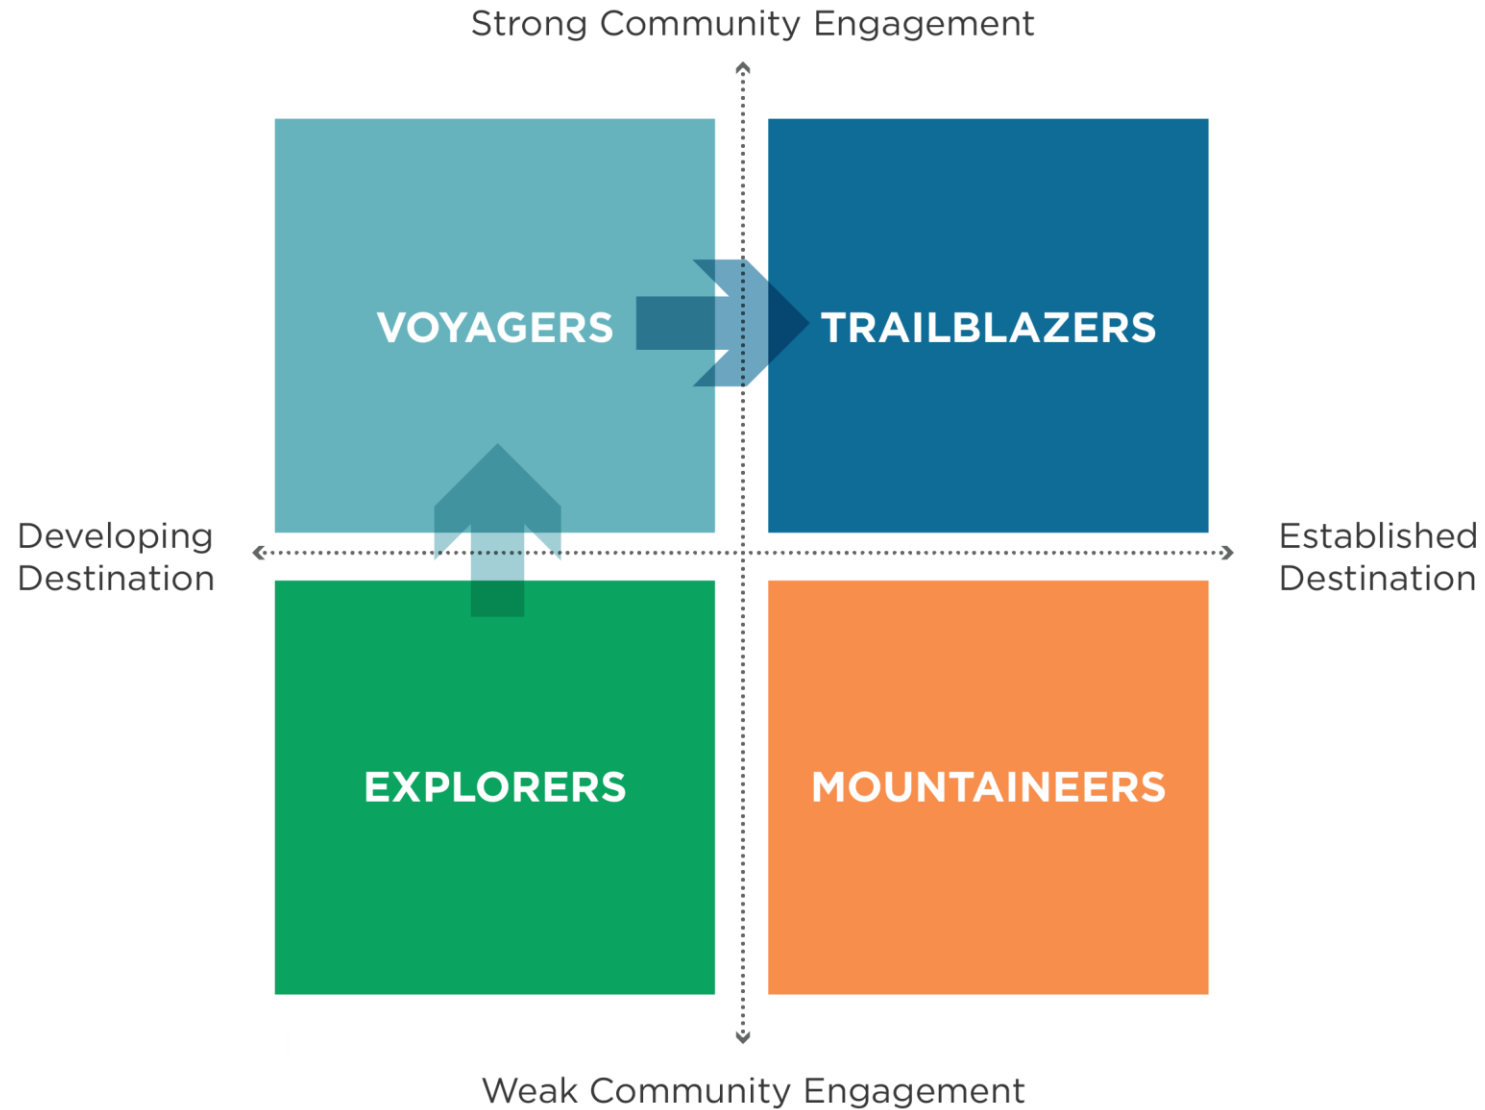 Strong Community Engagement
VOYAGERS
TRAILBLAZERS
Developing
Destination
Established
Destination
EXPLORERS
MOUNTAINEERS
Weak Community Engagement